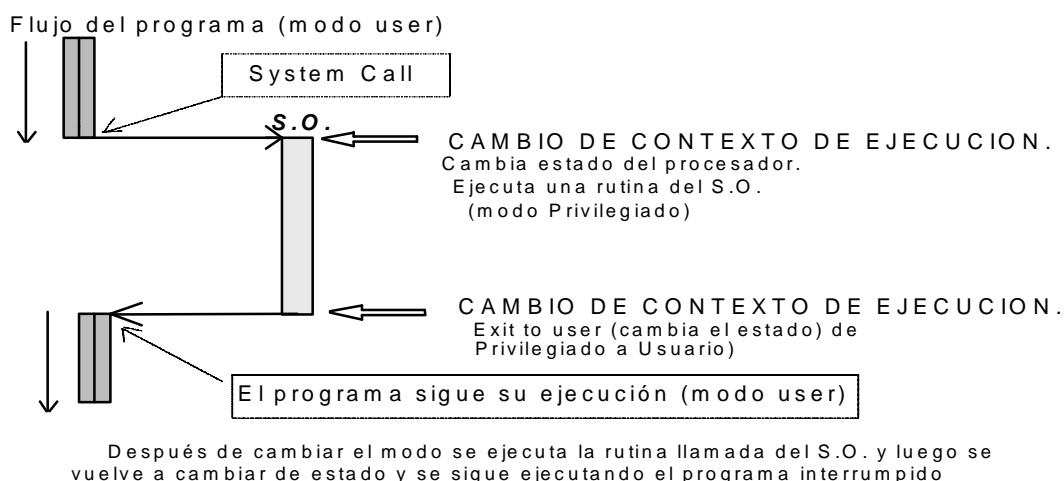 Flujo del programa (modo user)
System Call
S.O.
CAMBIO DE CONTEXTO DE EJECUCION.
Cambia estado del procesador.
Ejecuta una rutina del S.O.
(modo Privilegiado)
CAMBIO DE CONTEXTO DE EJECUCION.
Exit to user (cambia el estado) de
Privilegiado a Usuario)
El programa sigue su ejecución (modo user)
Después de cambiar el modo se ejecuta la rutina llamada del S.O. y luego se
vuelve a cambiar de estado y se sigue ejecutando el programa interrumpido